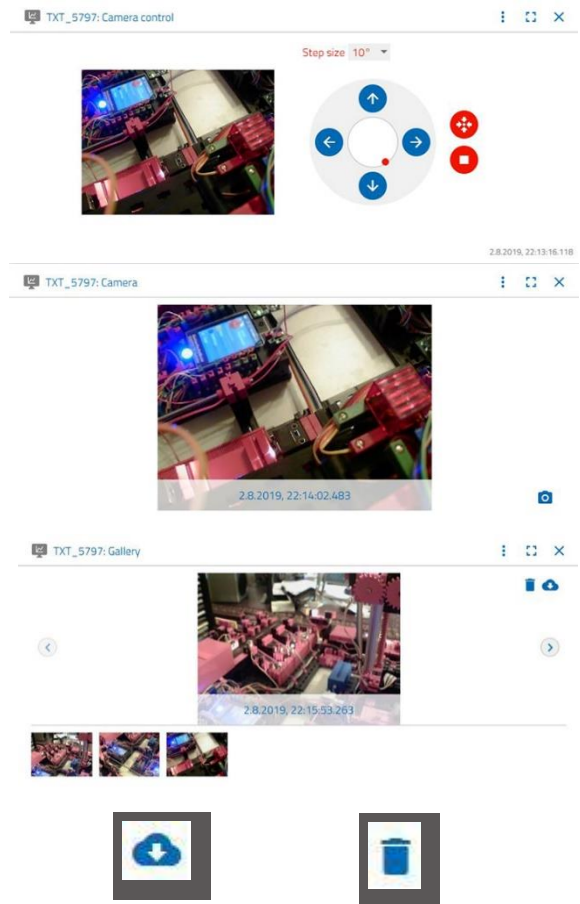 TXT_5797: Camera control
Step size 10°
2.8.2019, 22:13:16.118
TXT_5797: Camera
2.8.2019, 22:14:02.483
TXT_5797: Gallery
2.8.2019, 22:15:53.263